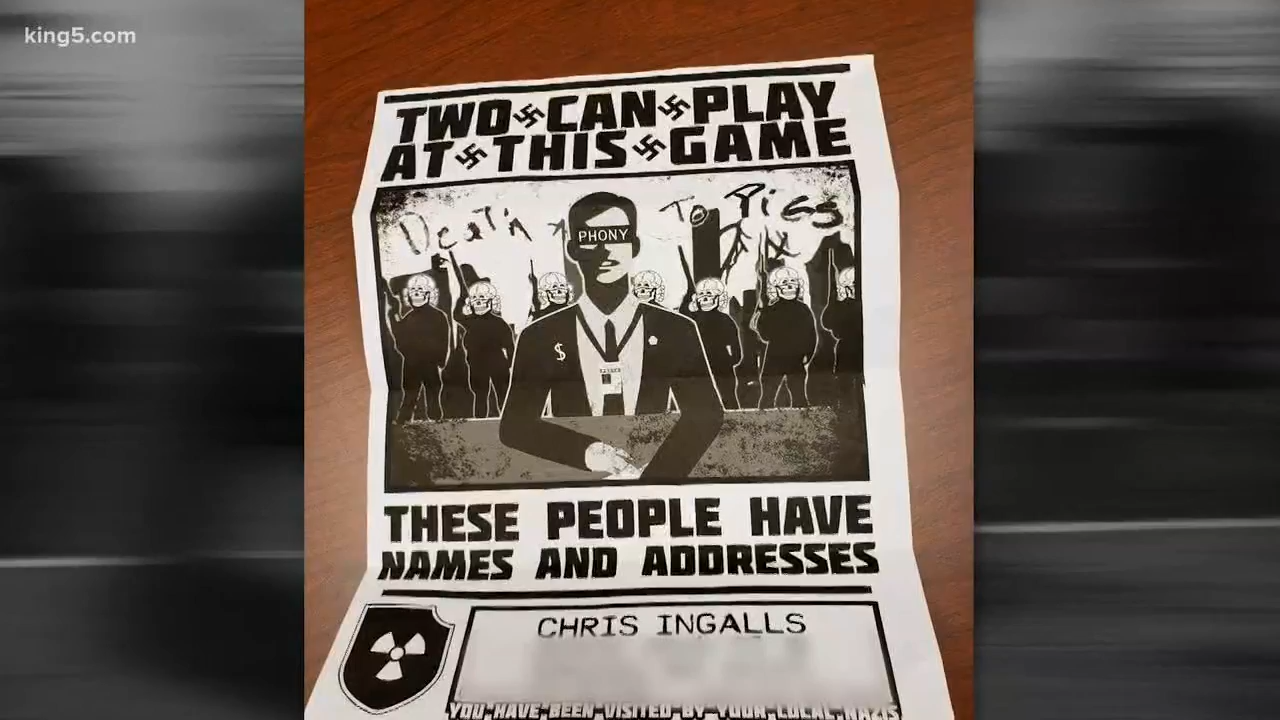 king5.com
TWO CAN PLAY
AT THIS GAME
Death To Pigs
PHONY
$
THESE PEOPLE HAVE
NAMES AND ADDRESSES
CHRIS INGALLS
YOU HAVE BEEN VISITED BY YOUR LOCAL NAZIS